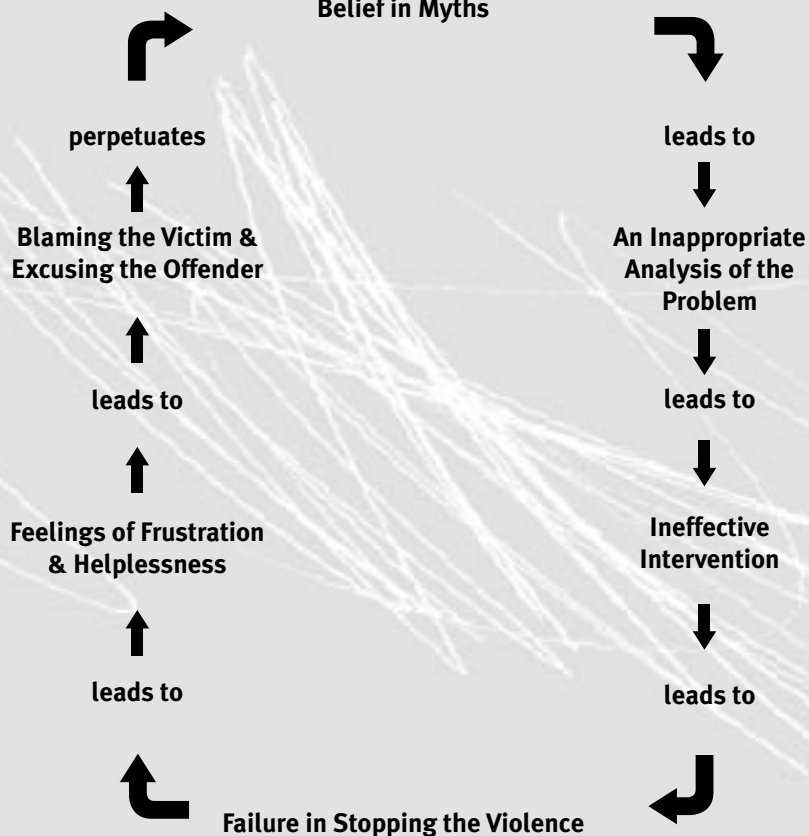 Belief in Myths
leads to
An Inappropriate
Analysis of the
Problem
leads to
Ineffective
Intervention
leads to
Failure in Stopping the Violence
leads to
Feelings of Frustration
& Helplessness
leads to
Blaming the Victim &
Excusing the Offender
perpetuates